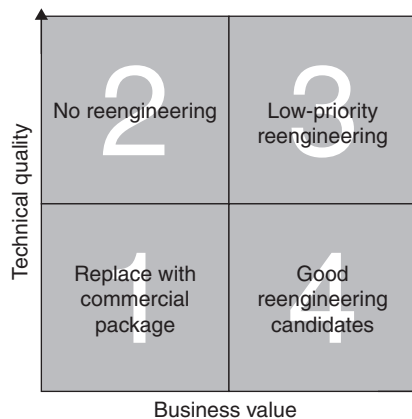 Technical quality
2
No reengineering
3
Low-priority
reengineering
1
Replace with
commercial
package
4
Good
reengineering
candidates
Business value